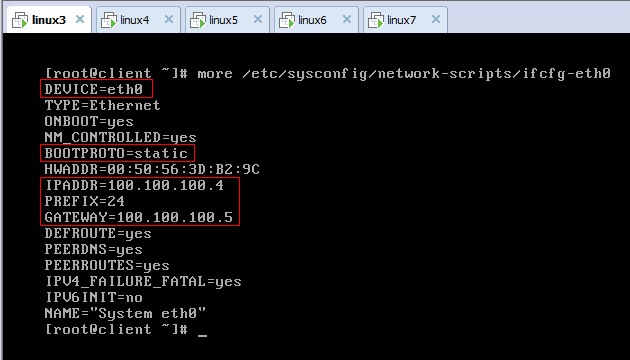 linux3
linux4
linux5
linux6
linux7
[root@client ~]# more /etc/sysconfig/network-scripts/ifcfg-eth0
DEVICE=eth0
TYPE=Ethernet
ONBOOT=yes
NM_CONTROLLED=yes
BOOTPROTO=static
HWADDR=00:50:56:3D:B2:9C
IPADDR=100.100.100.4
PREFIX=24
GATEWAY=100.100.100.5
DEFROUTE=yes
PEERDNS=yes
PEERROUTES=yes
IPV4_FAILURE_FATAL=yes
IPV6INIT=no
NAME="System eth0"
[root@client ~]# _